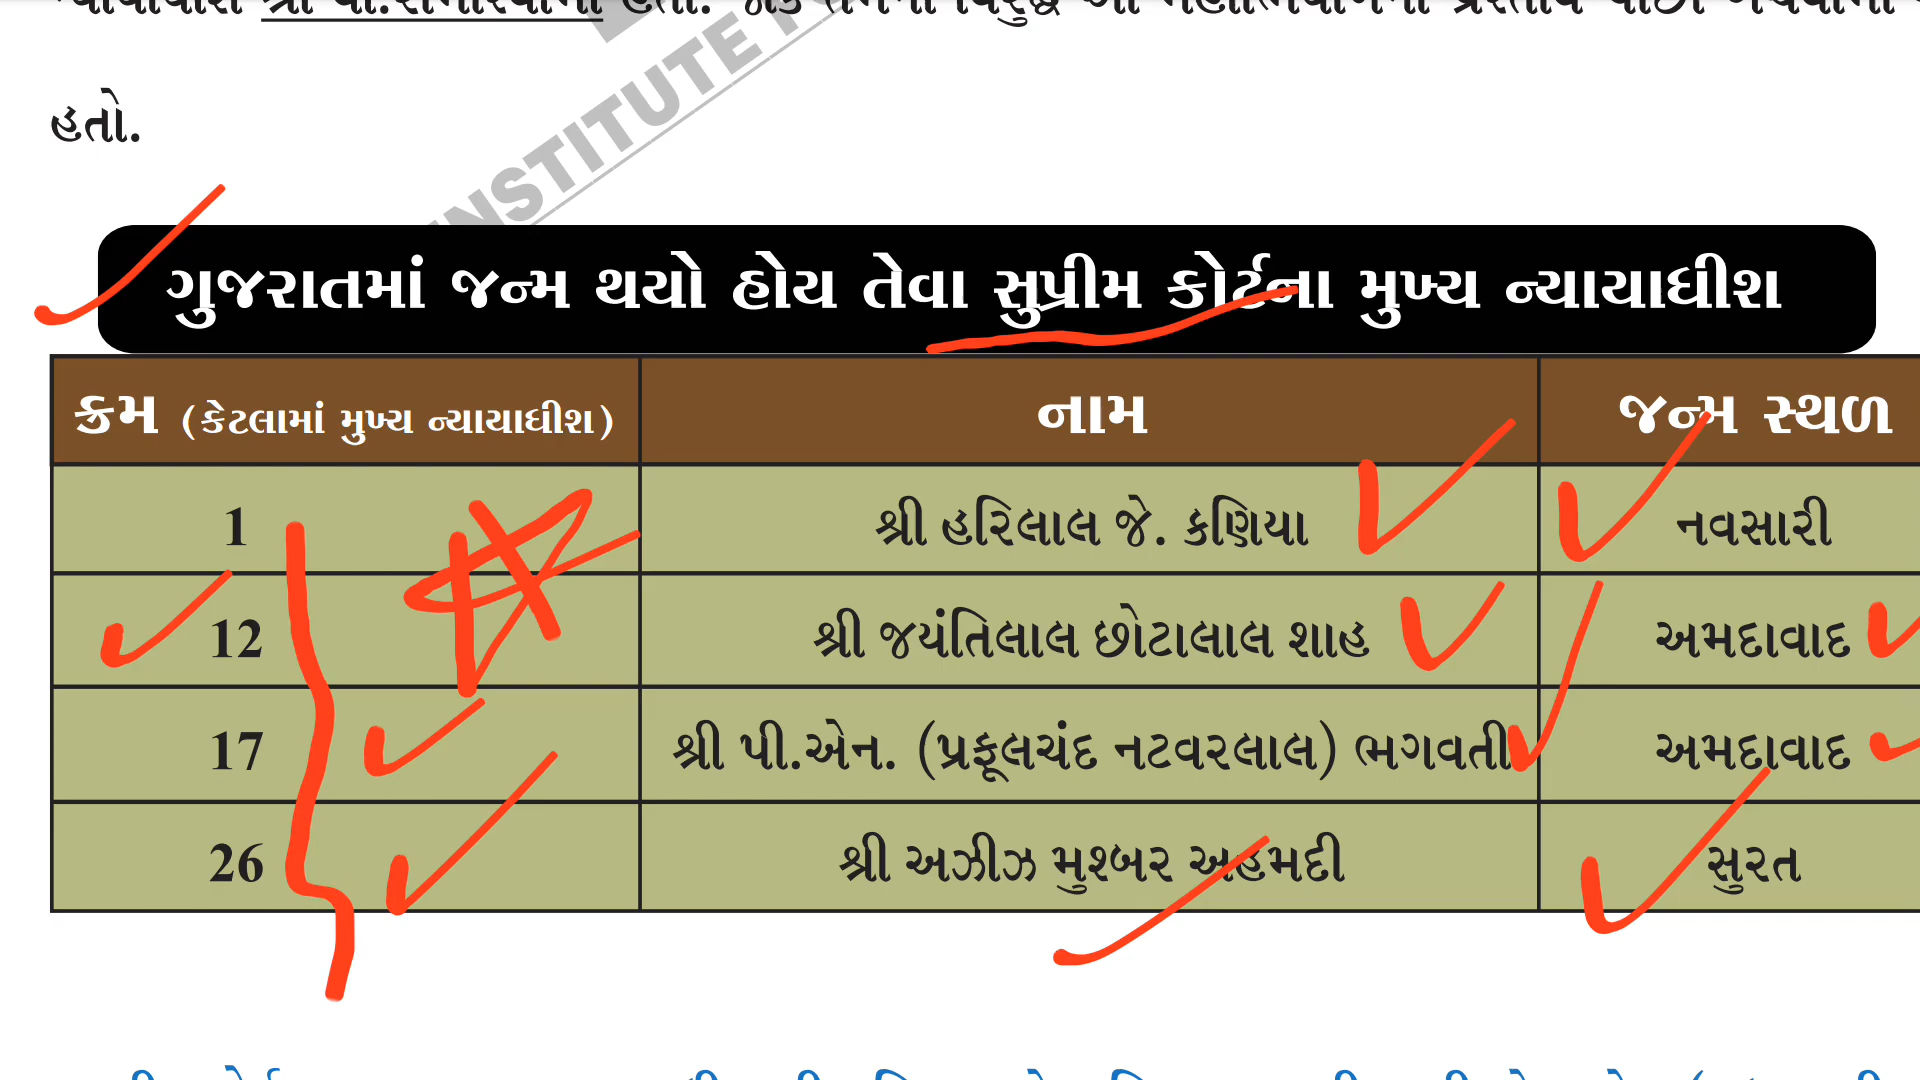 શ્રી પી.
હતો.
INSTITUTE
ગુજરાતમાં જન્મ થયો હોય તેવા સુપ્રીમ કોર્ટના મુખ્ય ન્યાયાધીશ
ક્રમ (કેટલામાં મુખ્ય ન્યાયાધીશ) નામ જન્મ સ્થળ
1 શ્રી હરિલાલ જે. કણિયા નવસારી
12 શ્રી જયંતિલાલ છોટાલાલ શાહ અમદાવાદ
17 શ્રી પી.એન. (પ્રફૂલચંદ નટવરલાલ) ભગવતી અમદાવાદ
26 શ્રી અઝીઝ મુશ્બર અહમદી સુરત